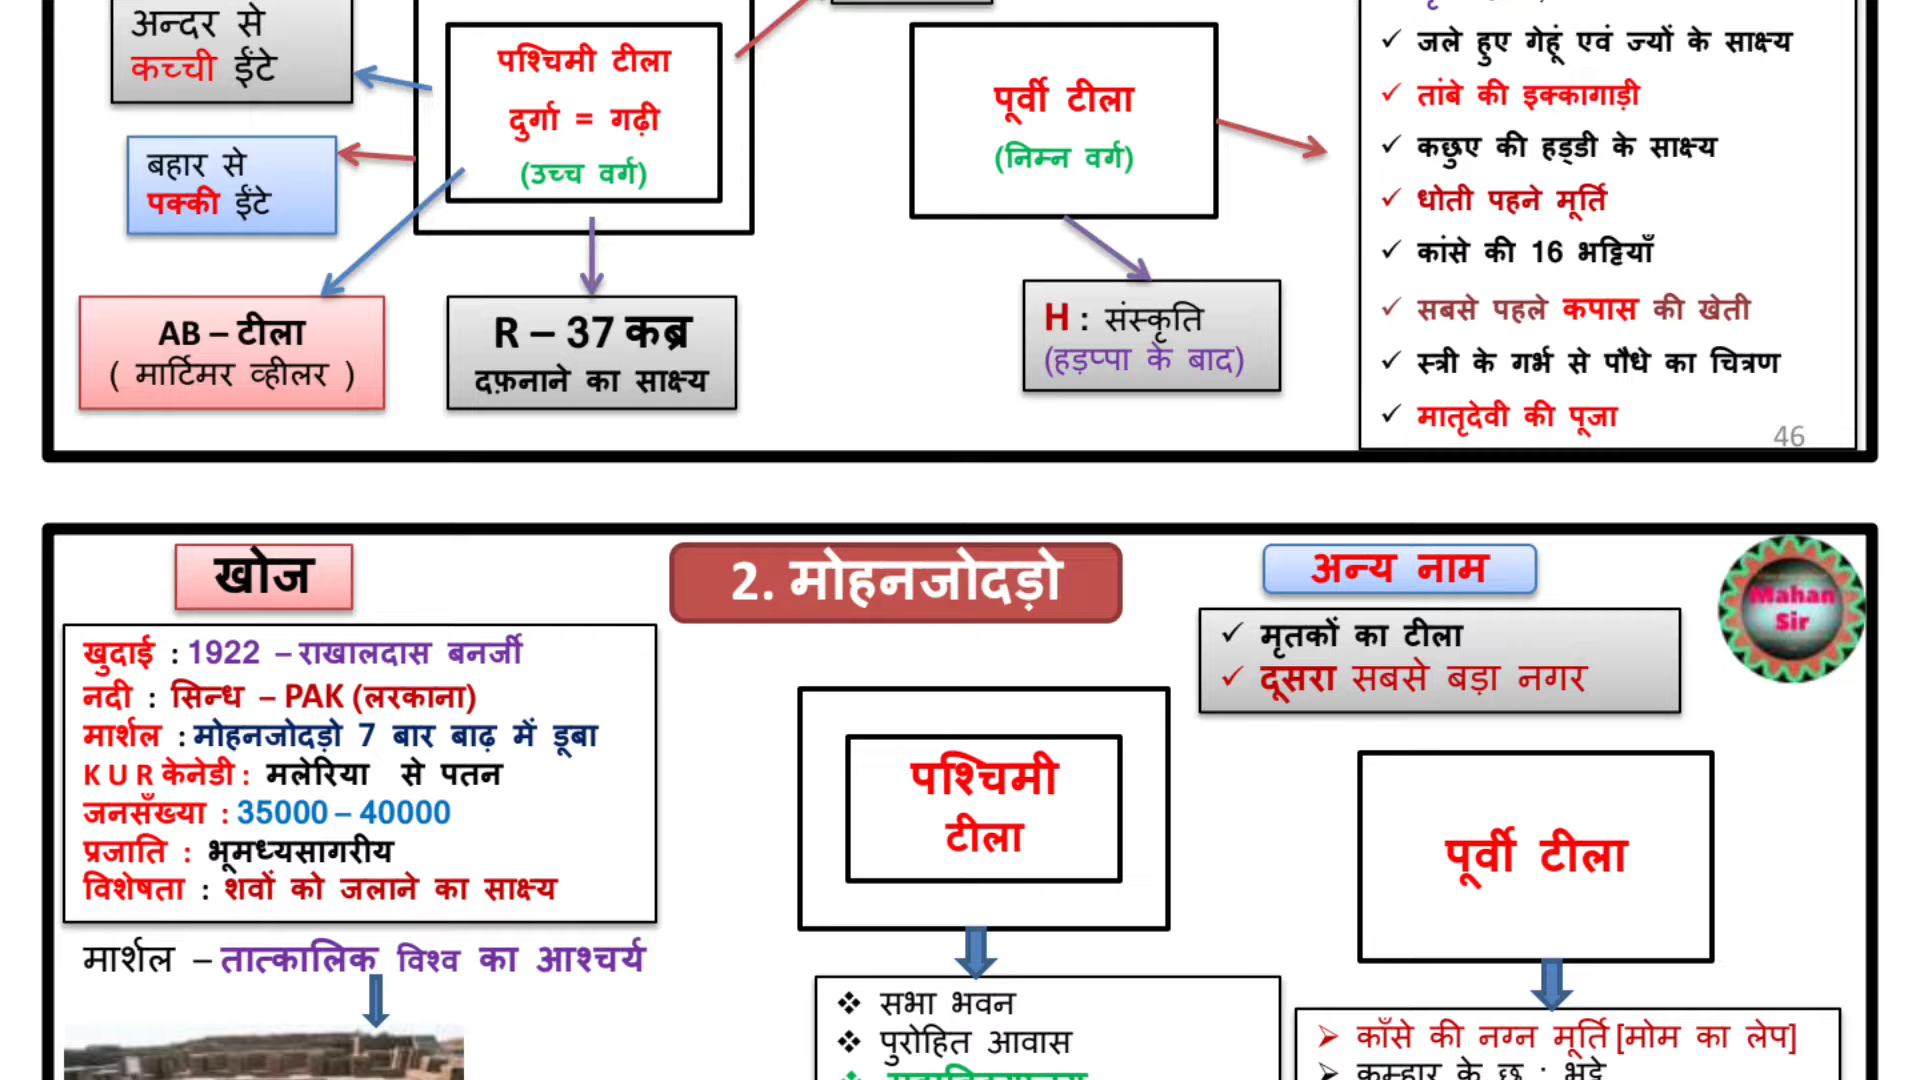 अन्दर से
कच्ची ईंटे
बहार से
पक्की ईंटे
पश्चिमी टीला
दुर्गा = गढ़ी
(उच्च वर्ग)
AB – टीला
( मार्टिमर व्हीलर )
R – 37 कब्र
दफ़नाने का साक्ष्य
पूर्वी टीला
(निम्न वर्ग)
H : संस्कृति
(हड़प्पा के बाद)
✓ जले हुए गेहूं एवं ज्यों के साक्ष्य
✓ तांबे की इक्कागाड़ी
✓ कछुए की हड्डी के साक्ष्य
✓ धोती पहने मूर्ति
✓ कांसे की 16 भट्टियाँ
✓ सबसे पहले कपास की खेती
✓ स्त्री के गर्भ से पौधे का चित्रण
✓ मातृदेवी की पूजा
46
खोज
2. मोहनजोदड़ो
अन्य नाम
Mahan
Sir
खुदाई : 1922 – राखालदास बनर्जी
नदी : सिन्ध – PAK (लरकाना)
मार्शल : मोहनजोदड़ो 7 बार बाढ़ में डूबा
K U R केनेडी : मलेरिया से पतन
जनसँख्या : 35000 – 40000
प्रजाति : भूमध्यसागरीय
विशेषता : शवों को जलाने का साक्ष्य
मार्शल – तात्कालिक विश्व का आश्चर्य
✓ मृतकों का टीला
✓ दूसरा सबसे बड़ा नगर
पश्चिमी
टीला
पूर्वी टीला
❖ सभा भवन
❖ पुरोहित आवास
➢ काँसे की नग्न मूर्ति [मोम का लेप]
➢ कुम्हार के छ : भट्टे